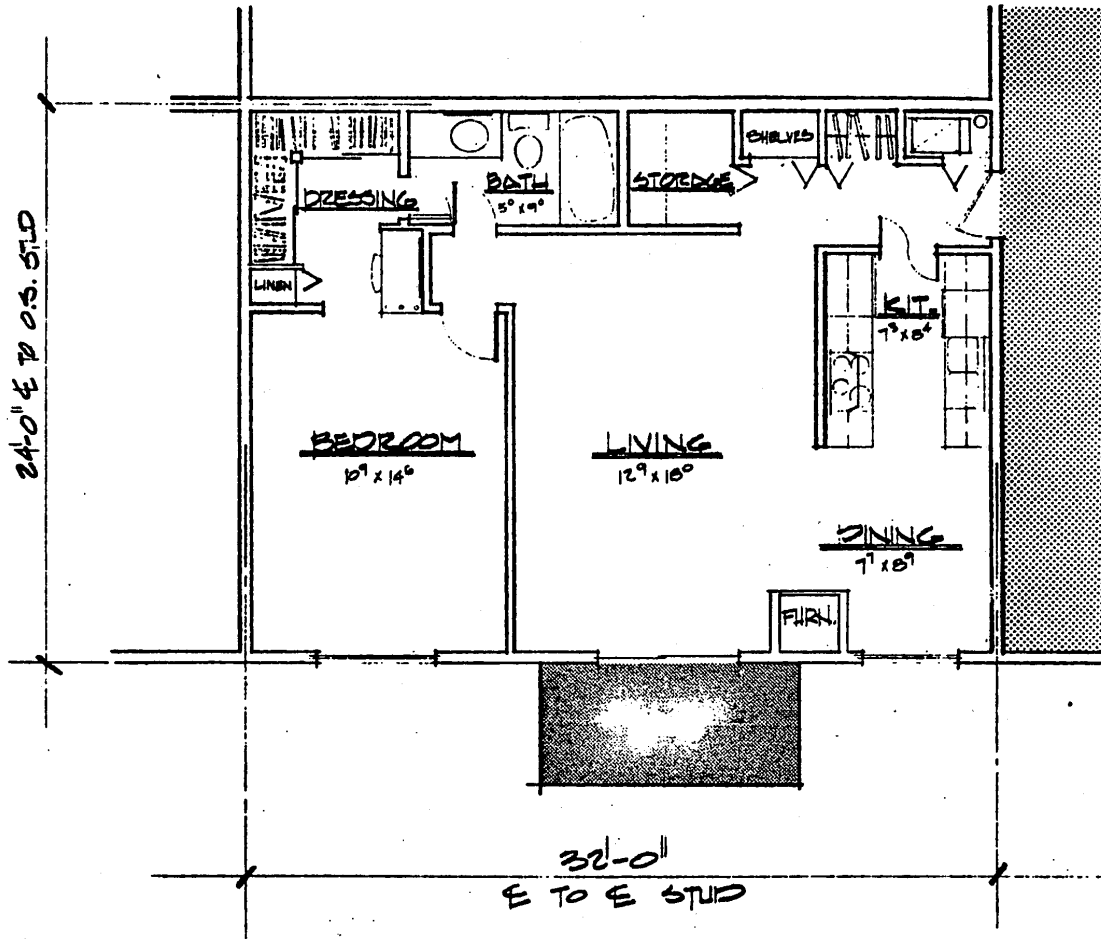 SHELVES
BATH
5⁰ x 9⁰
STORAGE
DRESSING
LINEN
KIT.
7³ x 8⁴
24'-0" ℄ TO O.S. STUD
BEDROOM
10⁹ x 14⁶
LIVING
12⁹ x 18⁰
DINING
7⁷ x 8⁹
FURN.
32'-0"
℄ TO ℄ STUD